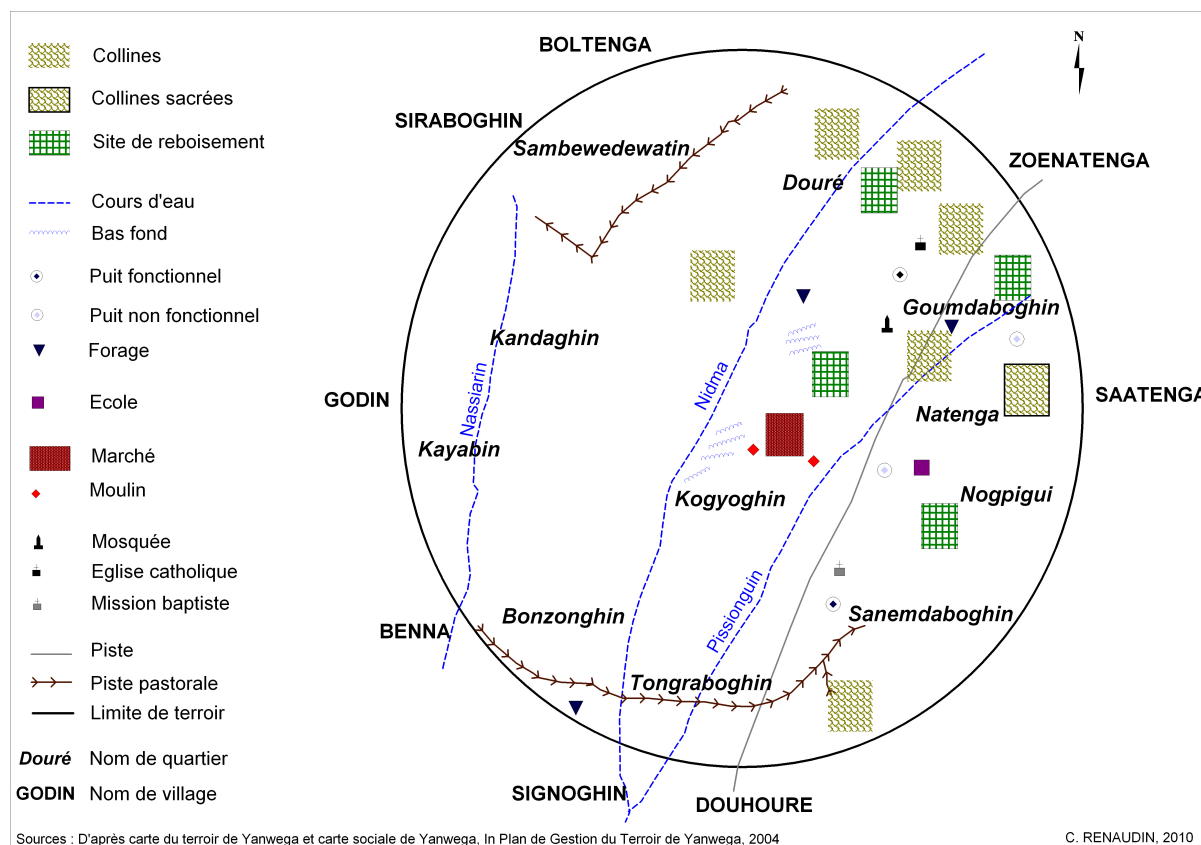 Collines
Collines sacrées
Site de reboisement
Cours d'eau
Bas fond
Puit fonctionnel
Puit non fonctionnel
Forage
Ecole
Marché
Moulin
Mosquée
Eglise catholique
Mission baptiste
Piste
Piste pastorale
Limite de terroir
Douré Nom de quartier
GODIN Nom de village
N
BOLTENGA
SIRABOGHIN
Sambewedewatin
ZOENATENGA
Douré
Goumdaboghin
Kandaghin
Nidma
Nassiarin
GODIN
SAATENGA
Natenga
Kayabin
Kogyoghin
Nogpigui
Pissionguin
Bonzonghin
Sanemdaboghin
BENNA
Tongraboghin
SIGNOGHIN
DOUHOURE
Sources : D'après carte du terroir de Yanwega et carte sociale de Yanwega, In Plan de Gestion du Terroir de Yanwega, 2004
C. RENAUDIN, 2010